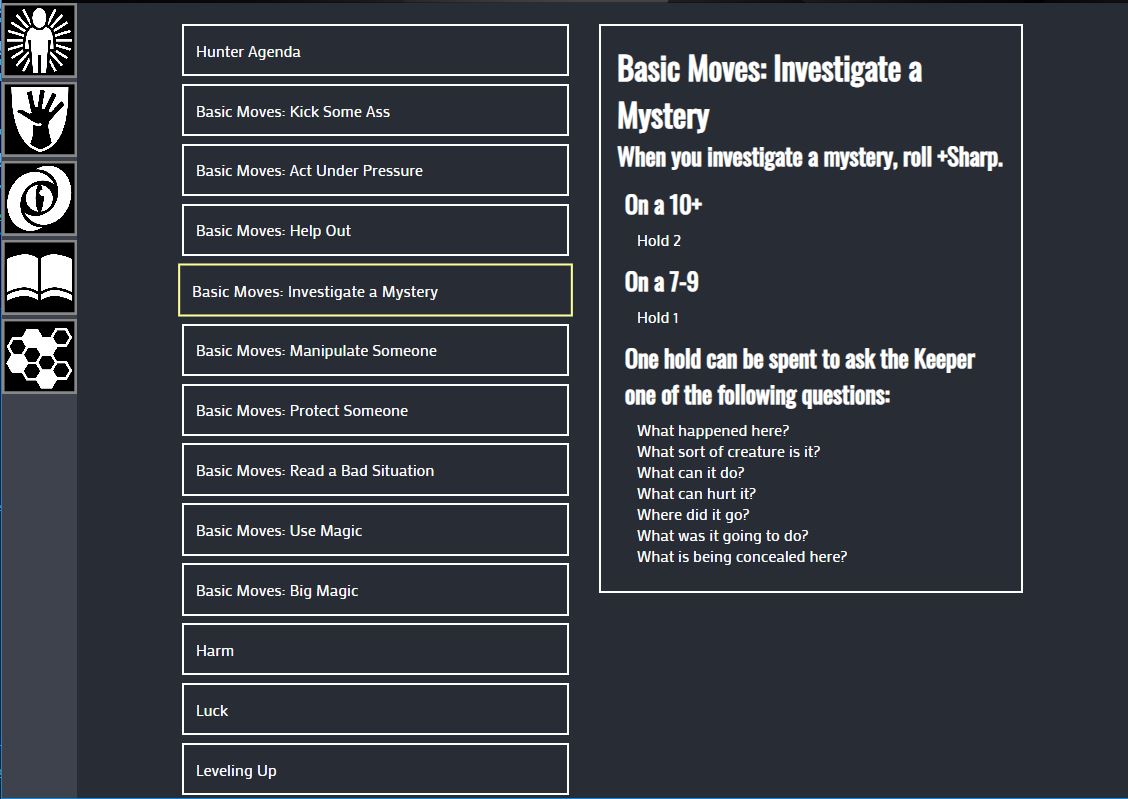 Hunter Agenda
Basic Moves: Kick Some Ass
Basic Moves: Act Under Pressure
Basic Moves: Help Out
Basic Moves: Investigate a Mystery
Basic Moves: Manipulate Someone
Basic Moves: Protect Someone
Basic Moves: Read a Bad Situation
Basic Moves: Use Magic
Basic Moves: Big Magic
Harm
Luck
Leveling Up
Basic Moves: Investigate a
Mystery
When you investigate a mystery, roll +Sharp.
On a 10+
Hold 2
On a 7-9
Hold 1
One hold can be spent to ask the Keeper
one of the following questions:
What happened here?
What sort of creature is it?
What can it do?
What can hurt it?
Where did it go?
What was it going to do?
What is being concealed here?